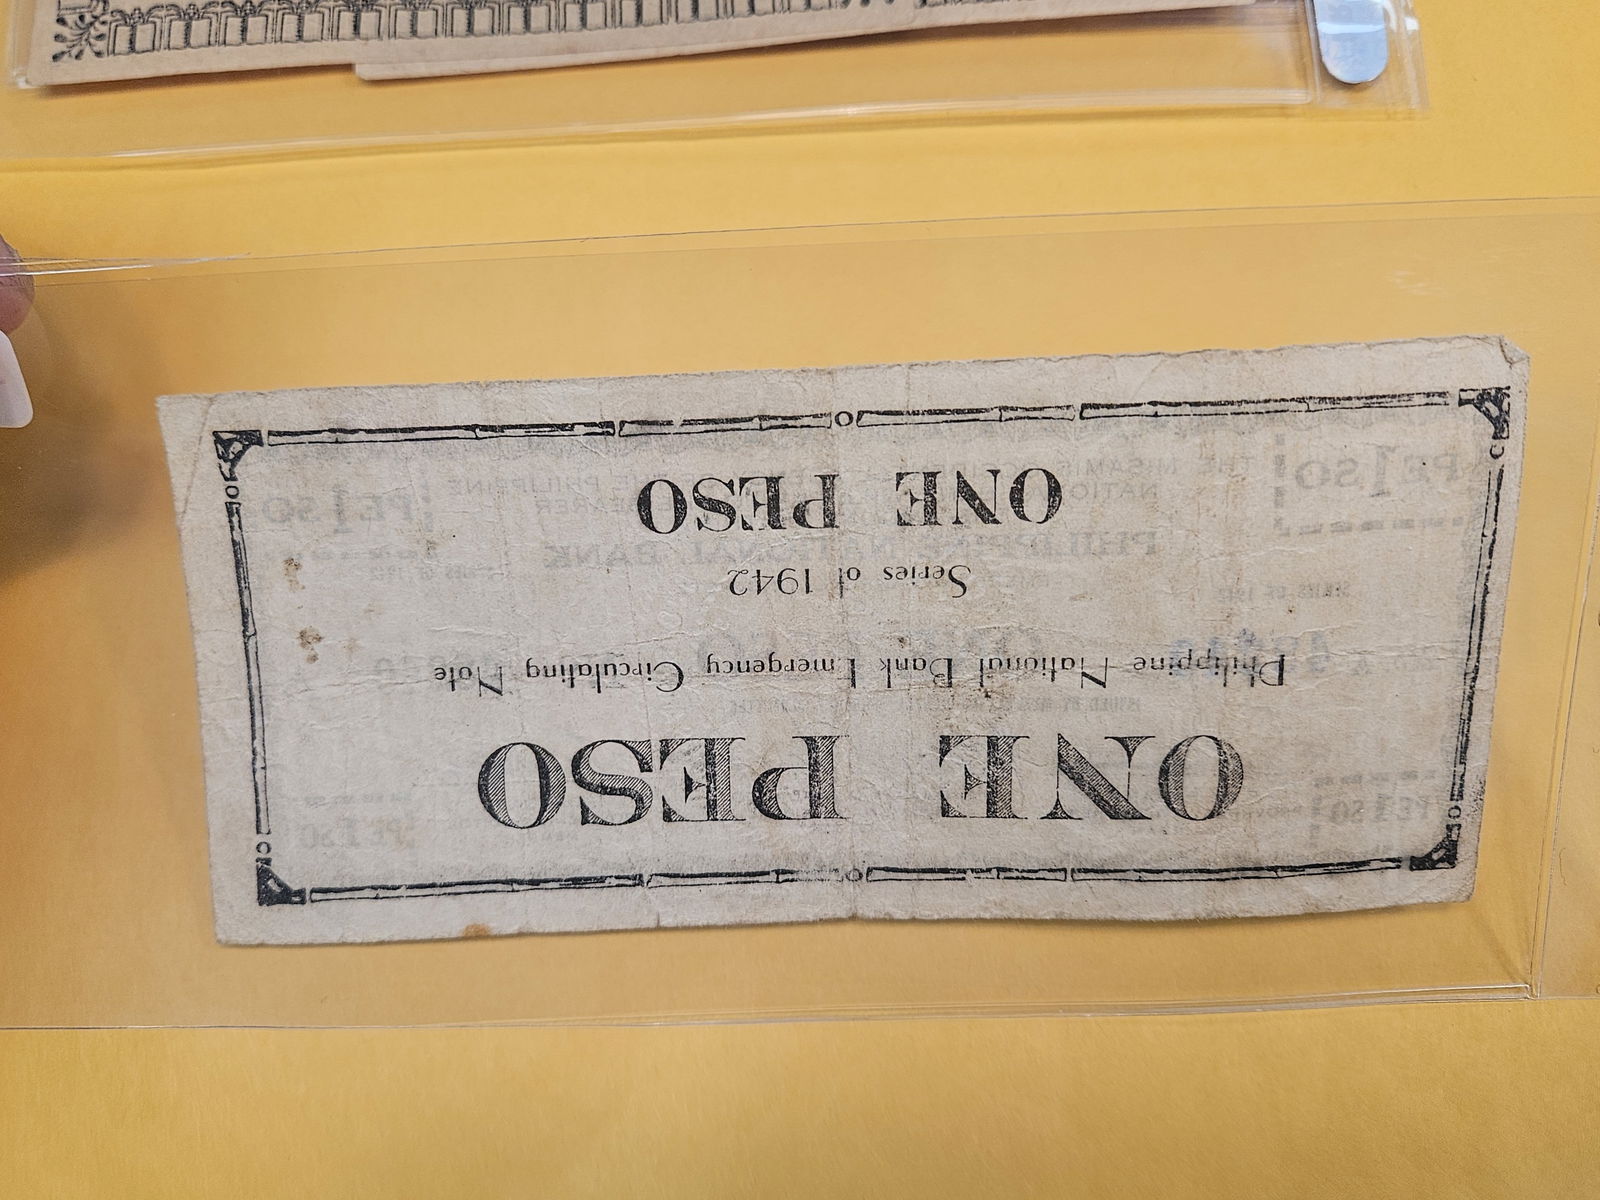 ONE PESO
Philippine National Bank Emergency Circulating Note
Series of 1942
ONE PESO